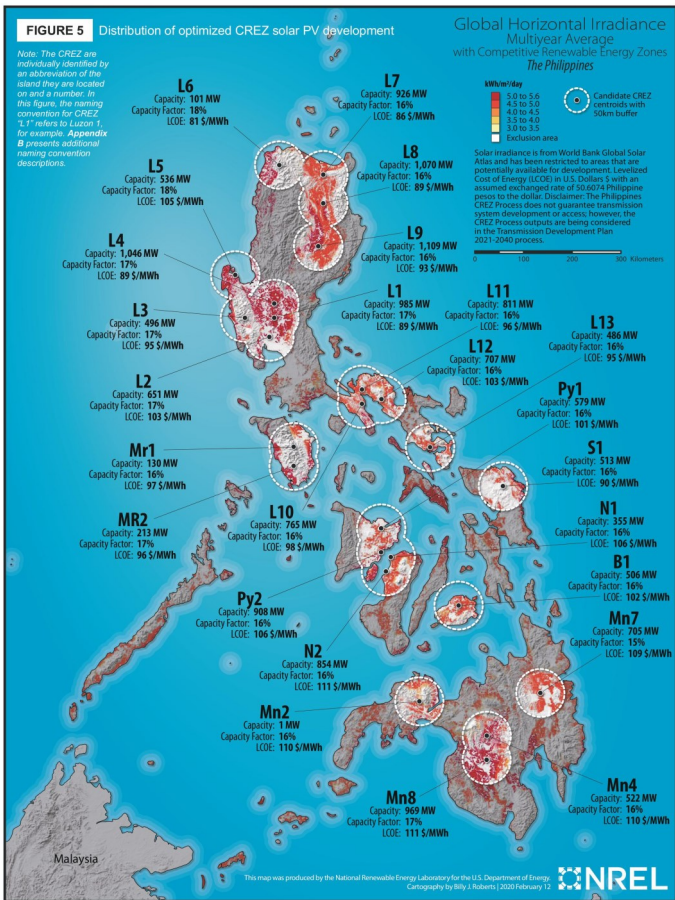 FIGURE 5 Distribution of optimized CREZ solar PV development
Note: The CREZ are
individually identified by
an abbreviation of the
island they are located
on and a number. In
this figure, the naming
convention for CREZ
"L1" refers to Luzon 1,
for example. Appendix
B presents additional
naming convention
descriptions.
Global Horizontal Irradiance
Multiyear Average
with Competitive Renewable Energy Zones
The Philippines
kWh/m²/day
5.0 to 5.6
4.5 to 5.0
4.0 to 4.5
3.5 to 4.0
3.0 to 3.5
Exclusion area
Candidate CREZ
centroids with
50km buffer
Solar irradiance is from World Bank Global Solar
Atlas and has been restricted to areas that are
potentially available for development. Levelized
Cost of Energy (LCOE) in U.S. Dollars $ with an
assumed exchanged rate of 50.6074 Philippine
pesos to the dollar. Disclaimer: The Philippines
CREZ Process does not guarantee transmission
system development or access; however, the
CREZ Process outputs are being considered
in the Transmission Development Plan
2021-2040 process.
0 50 100 200 300 Kilometers
L6
Capacity: 101 MW
Capacity Factor: 18%
LCOE: 81 $/MWh
L7
Capacity: 926 MW
Capacity Factor: 16%
LCOE: 86 $/MWh
L5
Capacity: 536 MW
Capacity Factor: 18%
LCOE: 105 $/MWh
L8
Capacity: 1,070 MW
Capacity Factor: 16%
LCOE: 89 $/MWh
L4
Capacity: 1,046 MW
Capacity Factor: 17%
LCOE: 89 $/MWh
L9
Capacity: 1,109 MW
Capacity Factor: 16%
LCOE: 93 $/MWh
L3
Capacity: 496 MW
Capacity Factor: 17%
LCOE: 95 $/MWh
L1
Capacity: 985 MW
Capacity Factor: 17%
LCOE: 89 $/MWh
L11
Capacity: 811 MW
Capacity Factor: 16%
LCOE: 96 $/MWh
L13
Capacity: 486 MW
Capacity Factor: 16%
LCOE: 95 $/MWh
L2
Capacity: 651 MW
Capacity Factor: 17%
LCOE: 103 $/MWh
L12
Capacity: 707 MW
Capacity Factor: 16%
LCOE: 103 $/MWh
Py1
Capacity: 579 MW
Capacity Factor: 16%
LCOE: 101 $/MWh
Mr1
Capacity: 130 MW
Capacity Factor: 16%
LCOE: 97 $/MWh
S1
Capacity: 513 MW
Capacity Factor: 16%
LCOE: 90 $/MWh
MR2
Capacity: 213 MW
Capacity Factor: 17%
LCOE: 96 $/MWh
L10
Capacity: 765 MW
Capacity Factor: 16%
LCOE: 98 $/MWh
N1
Capacity: 355 MW
Capacity Factor: 16%
LCOE: 106 $/MWh
B1
Capacity: 506 MW
Capacity Factor: 16%
LCOE: 102 $/MWh
Py2
Capacity: 908 MW
Capacity Factor: 16%
LCOE: 106 $/MWh
Mn7
Capacity: 705 MW
Capacity Factor: 15%
LCOE: 109 $/MWh
N2
Capacity: 854 MW
Capacity Factor: 16%
LCOE: 111 $/MWh
Mn2
Capacity: 1 MW
Capacity Factor: 16%
LCOE: 110 $/MWh
Mn4
Capacity: 522 MW
Capacity Factor: 16%
LCOE: 110 $/MWh
Mn8
Capacity: 969 MW
Capacity Factor: 17%
LCOE: 111 $/MWh
Malaysia
This map was produced by the National Renewable Energy Laboratory for the U.S. Department of Energy.
Cartography by Billy J. Roberts | 2020 February 12
NREL